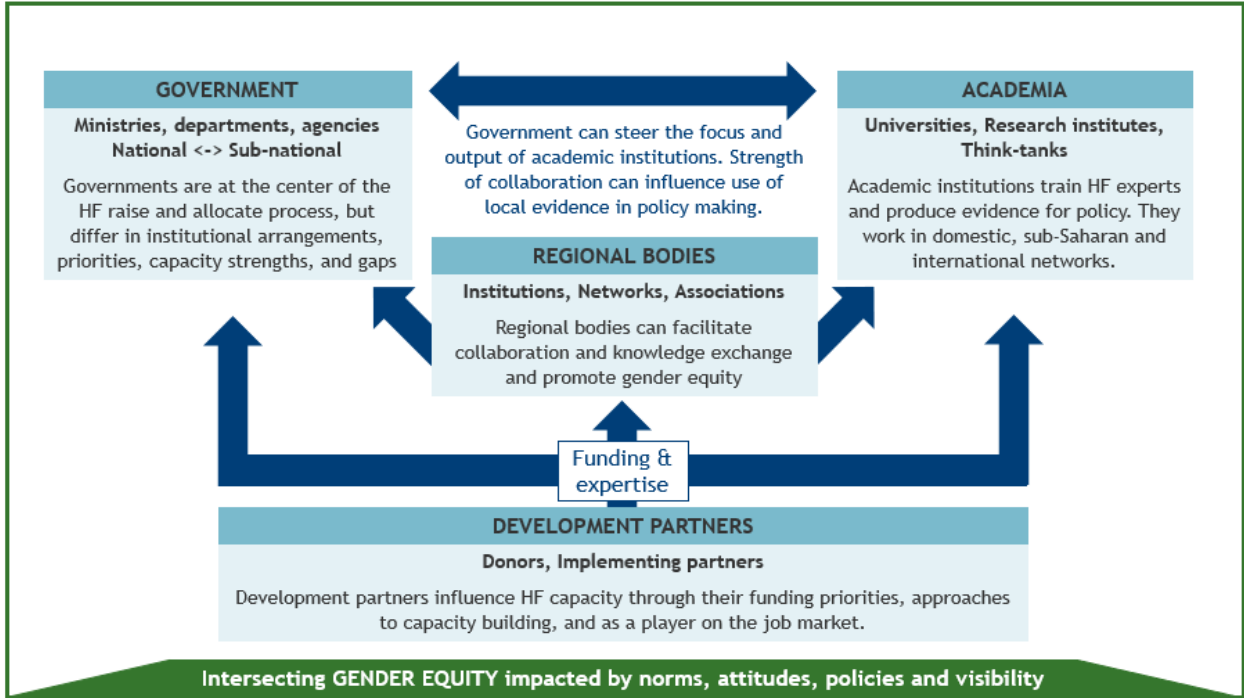 GOVERNMENT
Ministries, departments, agencies
National <-> Sub-national
Governments are at the center of the
HF raise and allocate process, but
differ in institutional arrangements,
priorities, capacity strengths, and gaps
Government can steer the focus and
output of academic institutions. Strength
of collaboration can influence use of
local evidence in policy making.
ACADEMIA
Universities, Research institutes,
Think-tanks
Academic institutions train HF experts
and produce evidence for policy. They
work in domestic, sub-Saharan and
international networks.
REGIONAL BODIES
Institutions, Networks, Associations
Regional bodies can facilitate
collaboration and knowledge exchange
and promote gender equity
Funding &
expertise
DEVELOPMENT PARTNERS
Donors, Implementing partners
Development partners influence HF capacity through their funding priorities, approaches
to capacity building, and as a player on the job market.
Intersecting GENDER EQUITY impacted by norms, attitudes, policies and visibility